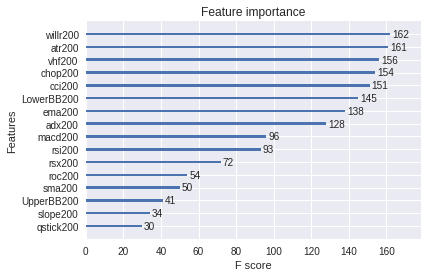 Feature importance
Features
willr200 162
atr200 161
vhf200 156
chop200 154
cci200 151
LowerBB200 145
ema200 138
adx200 128
macd200 96
rsi200 93
rsx200 72
roc200 54
sma200 50
UpperBB200 41
slope200 34
qstick200 30
0 20 40 60 80 100 120 140 160
F score